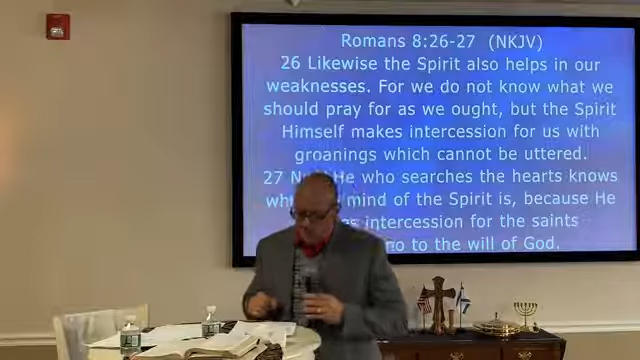 Romans 8:26-27 (NKJV)
26 Likewise the Spirit also helps in our
weaknesses. For we do not know what we
should pray for as we ought, but the Spirit
Himself makes intercession for us with
groanings which cannot be uttered.
27 He who searches the hearts knows
mind of the Spirit is, because He
intercession for the saints
to the will of God.